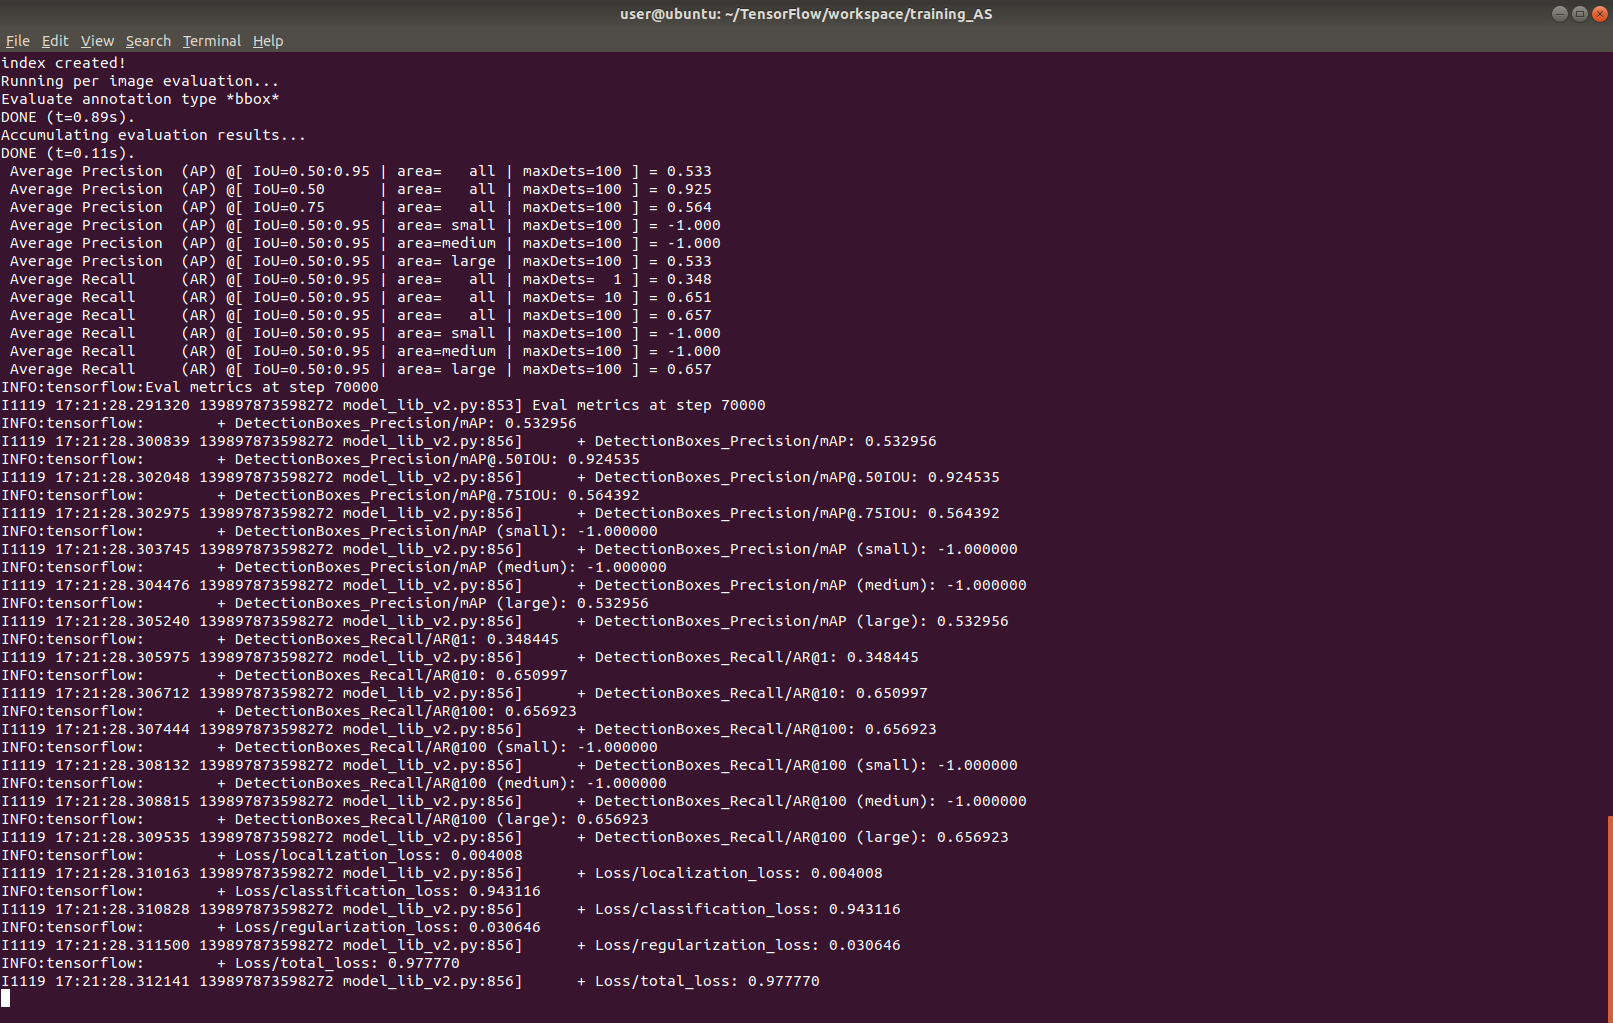 user@ubuntu: ~/TensorFlow/workspace/training_AS
File Edit View Search Terminal Help
index created!
Running per image evaluation...
Evaluate annotation type *bbox*
DONE (t=0.89s).
Accumulating evaluation results...
DONE (t=0.11s).
 Average Precision  (AP) @[ IoU=0.50:0.95 | area=   all | maxDets=100 ] = 0.533
 Average Precision  (AP) @[ IoU=0.50      | area=   all | maxDets=100 ] = 0.925
 Average Precision  (AP) @[ IoU=0.75      | area=   all | maxDets=100 ] = 0.564
 Average Precision  (AP) @[ IoU=0.50:0.95 | area= small | maxDets=100 ] = -1.000
 Average Precision  (AP) @[ IoU=0.50:0.95 | area=medium | maxDets=100 ] = -1.000
 Average Precision  (AP) @[ IoU=0.50:0.95 | area= large | maxDets=100 ] = 0.533
 Average Recall     (AR) @[ IoU=0.50:0.95 | area=   all | maxDets=  1 ] = 0.348
 Average Recall     (AR) @[ IoU=0.50:0.95 | area=   all | maxDets= 10 ] = 0.651
 Average Recall     (AR) @[ IoU=0.50:0.95 | area=   all | maxDets=100 ] = 0.657
 Average Recall     (AR) @[ IoU=0.50:0.95 | area= small | maxDets=100 ] = -1.000
 Average Recall     (AR) @[ IoU=0.50:0.95 | area=medium | maxDets=100 ] = -1.000
 Average Recall     (AR) @[ IoU=0.50:0.95 | area= large | maxDets=100 ] = 0.657
INFO:tensorflow:Eval metrics at step 70000
I1119 17:21:28.291320 139897873598272 model_lib_v2.py:853] Eval metrics at step 70000
INFO:tensorflow:        + DetectionBoxes_Precision/mAP: 0.532956
I1119 17:21:28.300839 139897873598272 model_lib_v2.py:856]      + DetectionBoxes_Precision/mAP: 0.532956
INFO:tensorflow:        + DetectionBoxes_Precision/mAP@.50IOU: 0.924535
I1119 17:21:28.302048 139897873598272 model_lib_v2.py:856]      + DetectionBoxes_Precision/mAP@.50IOU: 0.924535
INFO:tensorflow:        + DetectionBoxes_Precision/mAP@.75IOU: 0.564392
I1119 17:21:28.302975 139897873598272 model_lib_v2.py:856]      + DetectionBoxes_Precision/mAP@.75IOU: 0.564392
INFO:tensorflow:        + DetectionBoxes_Precision/mAP (small): -1.000000
I1119 17:21:28.303745 139897873598272 model_lib_v2.py:856]      + DetectionBoxes_Precision/mAP (small): -1.000000
INFO:tensorflow:        + DetectionBoxes_Precision/mAP (medium): -1.000000
I1119 17:21:28.304476 139897873598272 model_lib_v2.py:856]      + DetectionBoxes_Precision/mAP (medium): -1.000000
INFO:tensorflow:        + DetectionBoxes_Precision/mAP (large): 0.532956
I1119 17:21:28.305240 139897873598272 model_lib_v2.py:856]      + DetectionBoxes_Precision/mAP (large): 0.532956
INFO:tensorflow:        + DetectionBoxes_Recall/AR@1: 0.348445
I1119 17:21:28.305975 139897873598272 model_lib_v2.py:856]      + DetectionBoxes_Recall/AR@1: 0.348445
INFO:tensorflow:        + DetectionBoxes_Recall/AR@10: 0.650997
I1119 17:21:28.306712 139897873598272 model_lib_v2.py:856]      + DetectionBoxes_Recall/AR@10: 0.650997
INFO:tensorflow:        + DetectionBoxes_Recall/AR@100: 0.656923
I1119 17:21:28.307444 139897873598272 model_lib_v2.py:856]      + DetectionBoxes_Recall/AR@100: 0.656923
INFO:tensorflow:        + DetectionBoxes_Recall/AR@100 (small): -1.000000
I1119 17:21:28.308132 139897873598272 model_lib_v2.py:856]      + DetectionBoxes_Recall/AR@100 (small): -1.000000
INFO:tensorflow:        + DetectionBoxes_Recall/AR@100 (medium): -1.000000
I1119 17:21:28.308815 139897873598272 model_lib_v2.py:856]      + DetectionBoxes_Recall/AR@100 (medium): -1.000000
INFO:tensorflow:        + DetectionBoxes_Recall/AR@100 (large): 0.656923
I1119 17:21:28.309535 139897873598272 model_lib_v2.py:856]      + DetectionBoxes_Recall/AR@100 (large): 0.656923
INFO:tensorflow:        + Loss/localization_loss: 0.004008
I1119 17:21:28.310163 139897873598272 model_lib_v2.py:856]      + Loss/localization_loss: 0.004008
INFO:tensorflow:        + Loss/classification_loss: 0.943116
I1119 17:21:28.310828 139897873598272 model_lib_v2.py:856]      + Loss/classification_loss: 0.943116
INFO:tensorflow:        + Loss/regularization_loss: 0.030646
I1119 17:21:28.311500 139897873598272 model_lib_v2.py:856]      + Loss/regularization_loss: 0.030646
INFO:tensorflow:        + Loss/total_loss: 0.977770
I1119 17:21:28.312141 139897873598272 model_lib_v2.py:856]      + Loss/total_loss: 0.977770